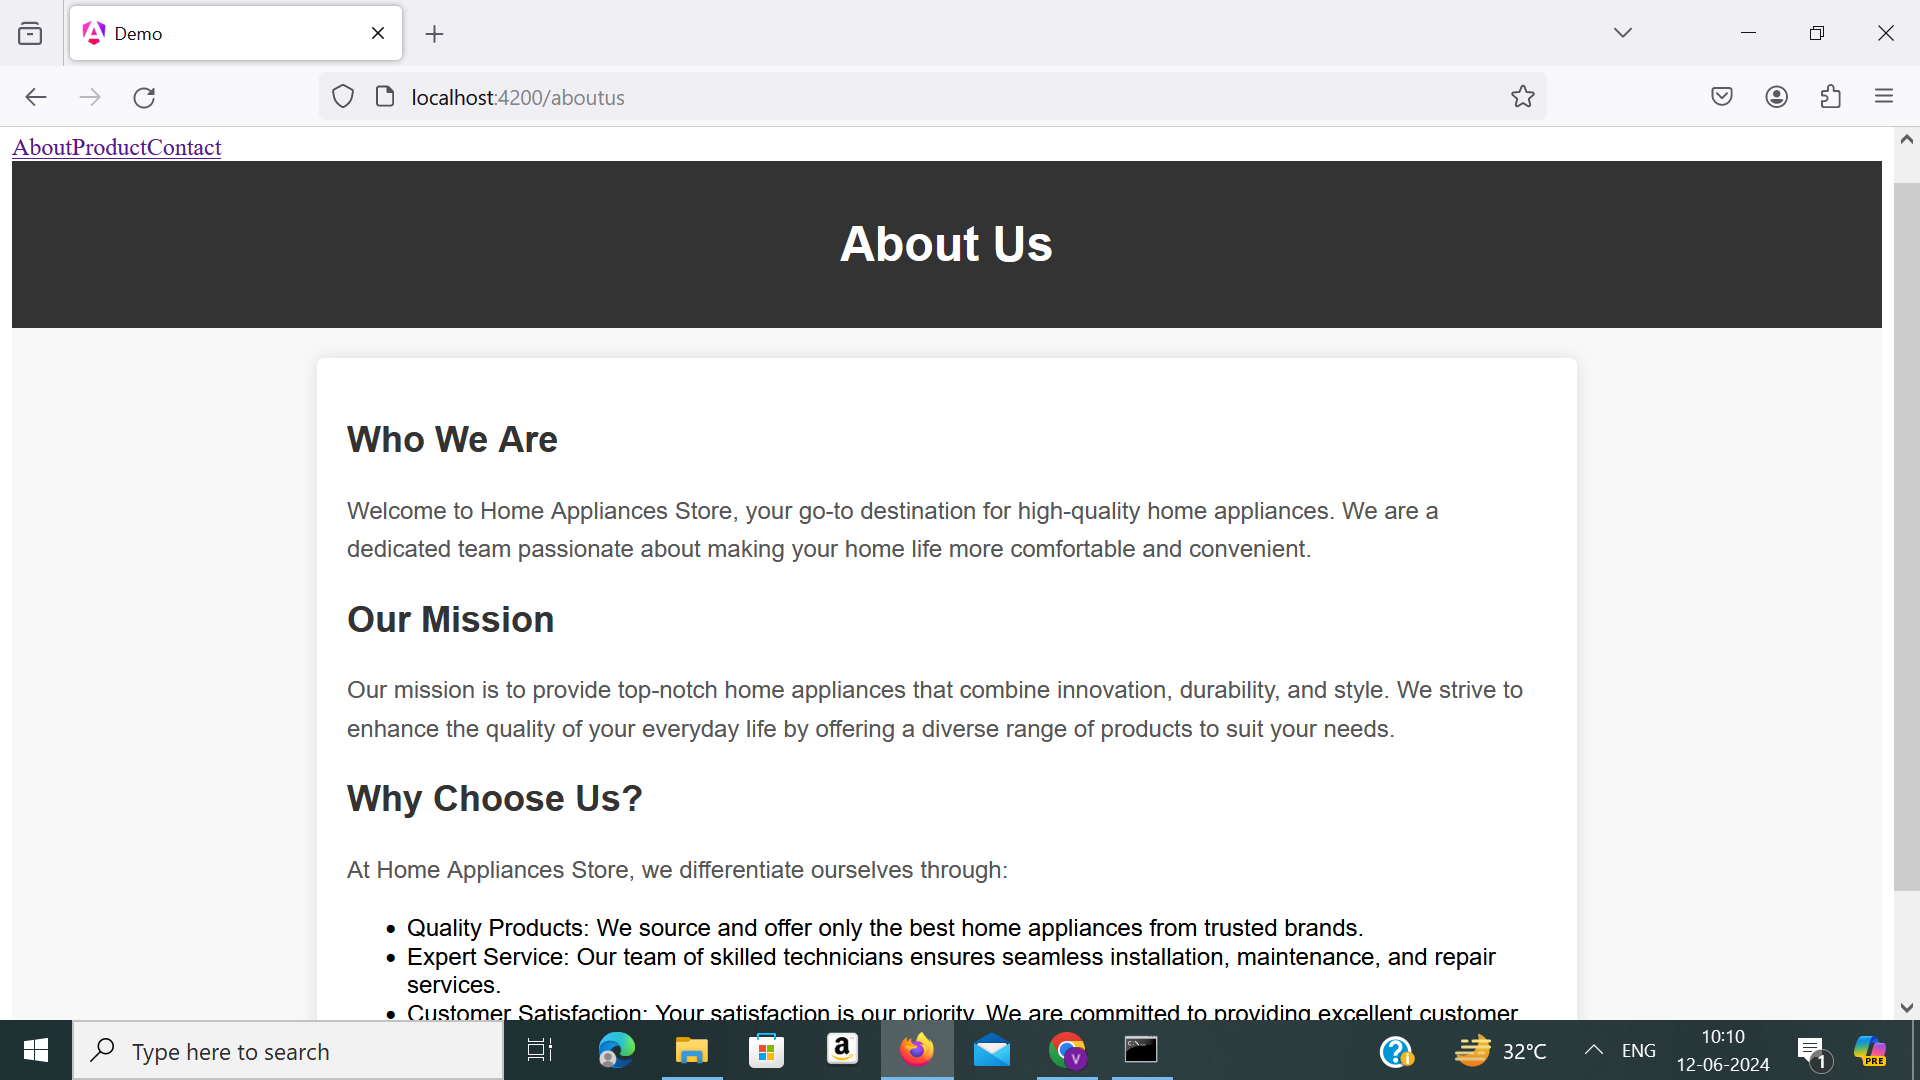 Demo
localhost:4200/aboutus
AboutProductContact
About Us
Who We Are
Welcome to Home Appliances Store, your go-to destination for high-quality home appliances. We are a
dedicated team passionate about making your home life more comfortable and convenient.
Our Mission
Our mission is to provide top-notch home appliances that combine innovation, durability, and style. We strive to
enhance the quality of your everyday life by offering a diverse range of products to suit your needs.
Why Choose Us?
At Home Appliances Store, we differentiate ourselves through:
Quality Products: We source and offer only the best home appliances from trusted brands.
Expert Service: Our team of skilled technicians ensures seamless installation, maintenance, and repair
services.
Customer Satisfaction: Your satisfaction is our priority. We are committed to providing excellent customer
Type here to search
a
V
32°C
ENG
10:10
12-06-2024
1
PRE